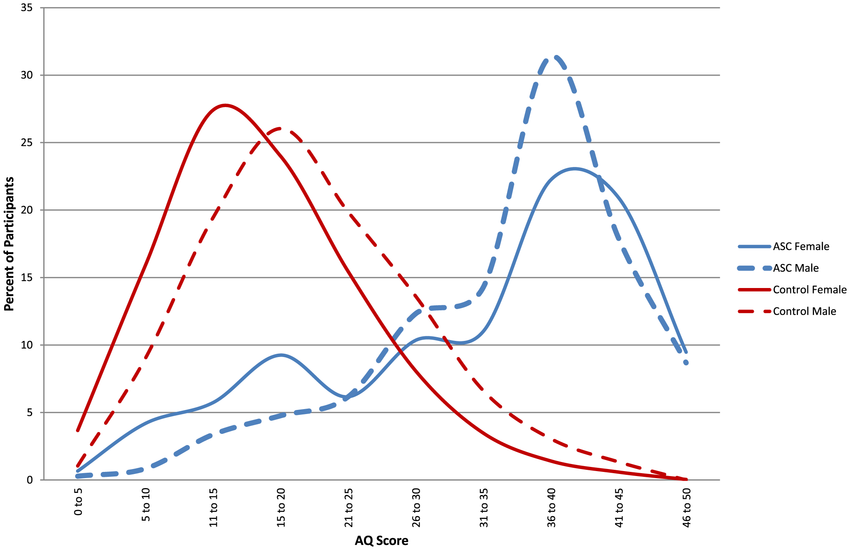 35
30
25
20
15
10
5
0
Percent of Participants
0 to 5
5 to 10
11 to 15
15 to 20
21 to 25
26 to 30
31 to 35
36 to 40
41 to 45
46 to 50
AQ Score
ASC Female
ASC Male
Control Female
Control Male